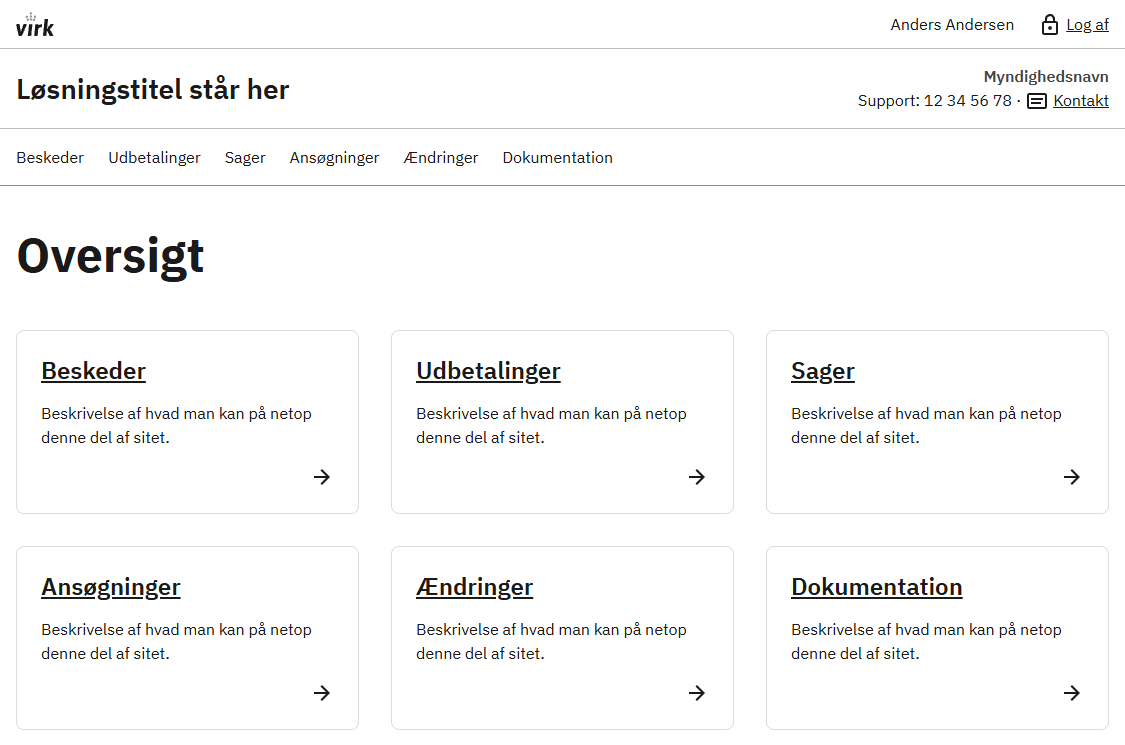 virk
Anders Andersen
Log af
Løsningstitel står her
Myndighedsnavn
Support: 12 34 56 78 · Kontakt
Beskeder Udbetalinger Sager Ansøgninger Ændringer Dokumentation
Oversigt
Beskeder
Beskrivelse af hvad man kan på netop
denne del af sitet.
Udbetalinger
Beskrivelse af hvad man kan på netop
denne del af sitet.
Sager
Beskrivelse af hvad man kan på netop
denne del af sitet.
Ansøgninger
Beskrivelse af hvad man kan på netop
denne del af sitet.
Ændringer
Beskrivelse af hvad man kan på netop
denne del af sitet.
Dokumentation
Beskrivelse af hvad man kan på netop
denne del af sitet.